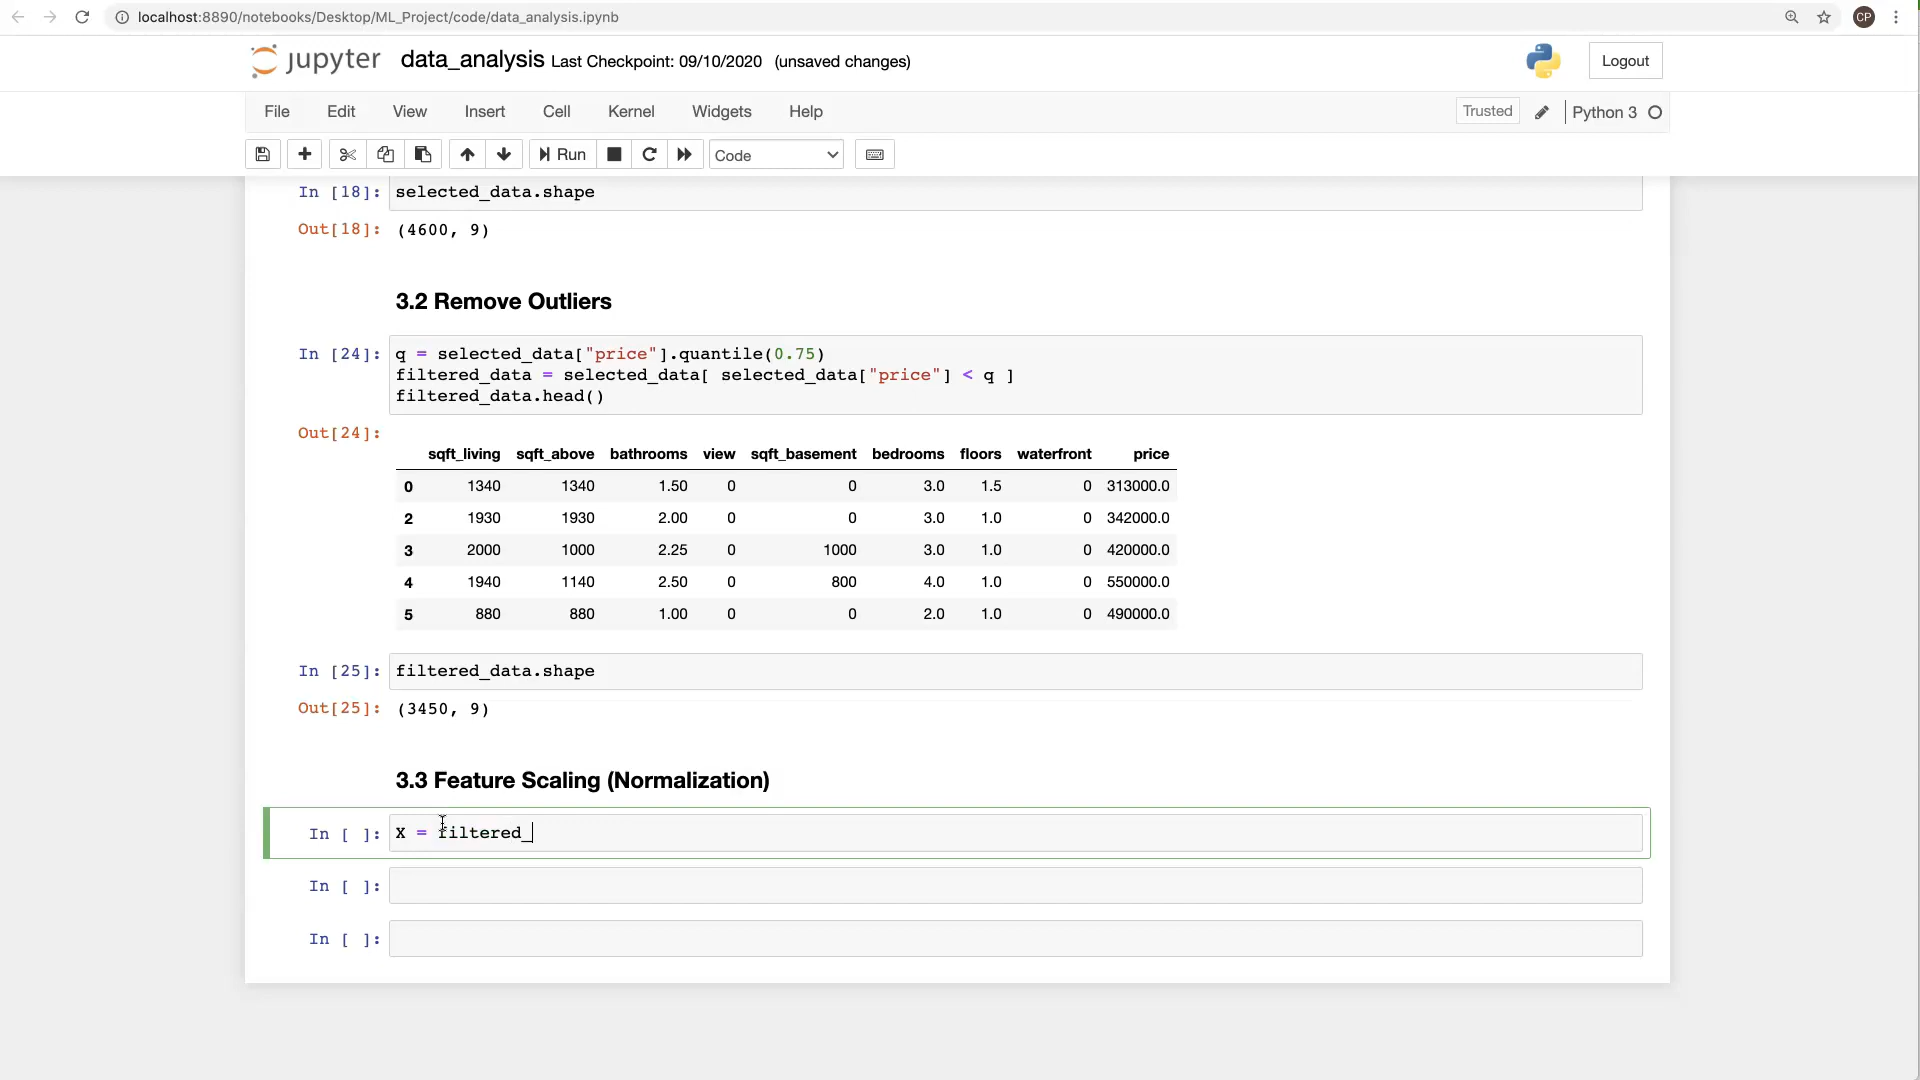 localhost:8890/notebooks/Desktop/ML_Project/code/data_analysis.ipynb
CP
jupyter data_analysis Last Checkpoint: 09/10/2020 (unsaved changes)
Logout
File Edit View Insert Cell Kernel Widgets Help
Trusted Python 3
Run Code
In [18]: selected_data.shape
Out[18]: (4600, 9)
3.2 Remove Outliers
In [24]: q = selected_data["price"].quantile(0.75)
filtered_data = selected_data[ selected_data["price"] < q ]
filtered_data.head()
Out[24]:
sqft_living sqft_above bathrooms view sqft_basement bedrooms floors waterfront price
0 1340 1340 1.50 0 0 3.0 1.5 0 313000.0
2 1930 1930 2.00 0 0 3.0 1.0 0 342000.0
3 2000 1000 2.25 0 1000 3.0 1.0 0 420000.0
4 1940 1140 2.50 0 800 4.0 1.0 0 550000.0
5 880 880 1.00 0 0 2.0 1.0 0 490000.0
In [25]: filtered_data.shape
Out[25]: (3450, 9)
3.3 Feature Scaling (Normalization)
In [ ]: X = filtered_
In [ ]:
In [ ]: